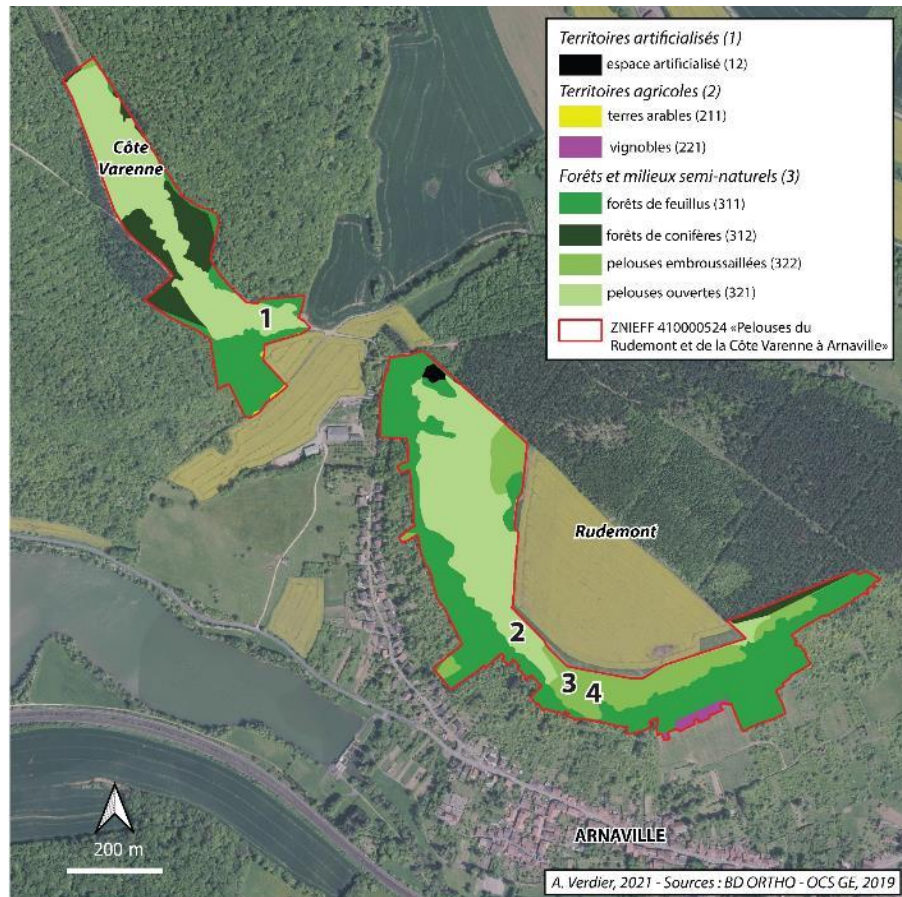 Territoires artificialisés (1)
espace artificialisé (12)
Territoires agricoles (2)
terres arables (211)
vignobles (221)
Forêts et milieux semi-naturels (3)
forêts de feuillus (311)
forêts de conifères (312)
pelouses embroussaillées (322)
pelouses ouvertes (321)
ZNIEFF 410000524 «Pelouses du
Rudemont et de la Côte Varenne à Arnaville»
Côte
Varenne
1
Rudemont
2
3
4
200 m
ARNAVILLE
A. Verdier, 2021 - Sources : BD ORTHO - OCS GE, 2019